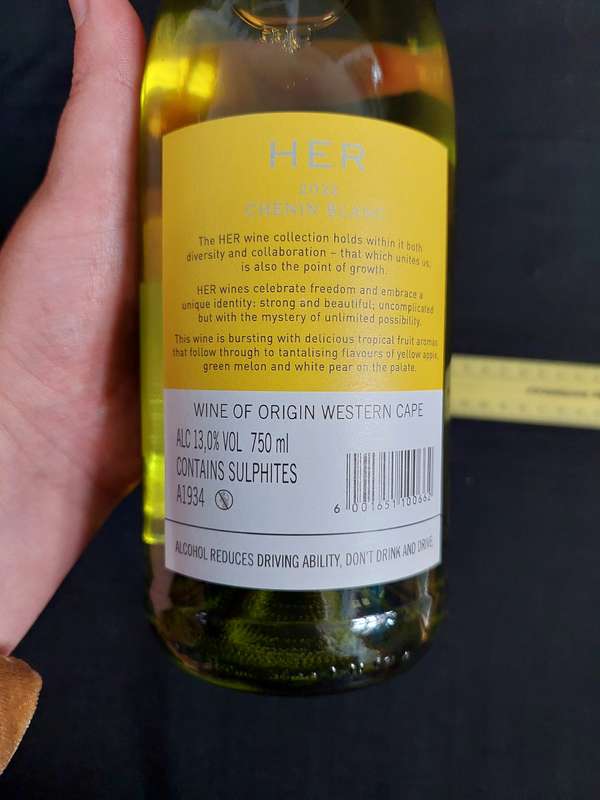 HER
CHENIN BLANC
The HER wine collection holds within it both
diversity and collaboration – that which unites us,
is also the point of growth.
HER wines celebrate freedom and embrace a
unique identity: strong and beautiful; uncomplicated
but with the mystery of unlimited possibility.
This wine is bursting with delicious tropical fruit aromas
that follow through to tantalising flavours of yellow apple,
green melon and white pear on the palate.
WINE OF ORIGIN WESTERN CAPE
ALC 13,0% VOL 750 ml
CONTAINS SULPHITES
A1934
6 001651 100662
ALCOHOL REDUCES DRIVING ABILITY, DON'T DRINK AND DRIVE.